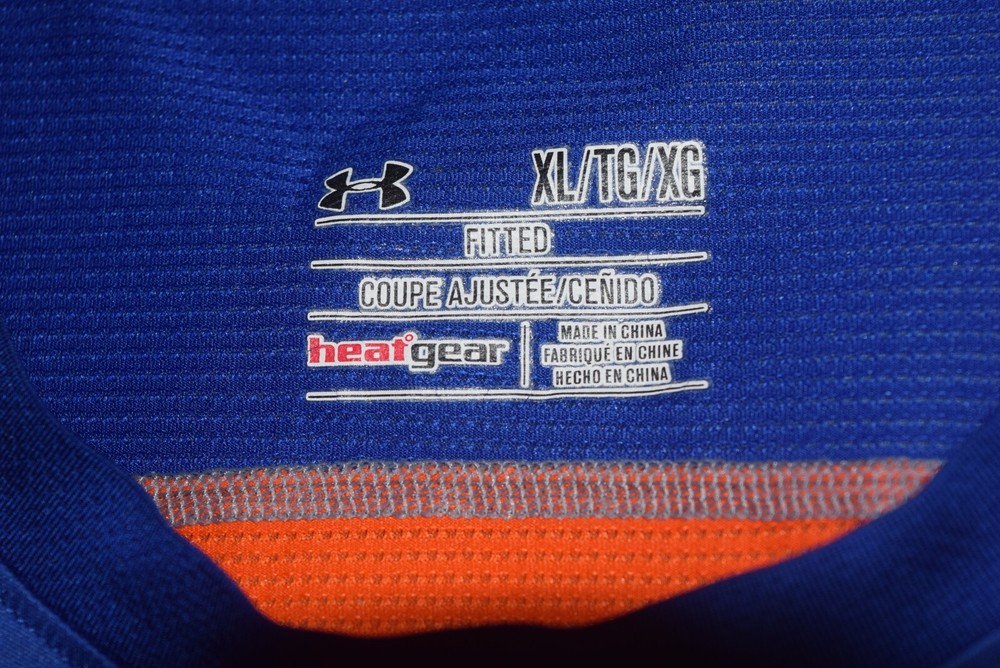 XL/TG/XG
FITTED
COUPE AJUSTÉE/CEÑIDO
heatgear
MADE IN CHINA
FABRIQUÉ EN CHINE
HECHO EN CHINA